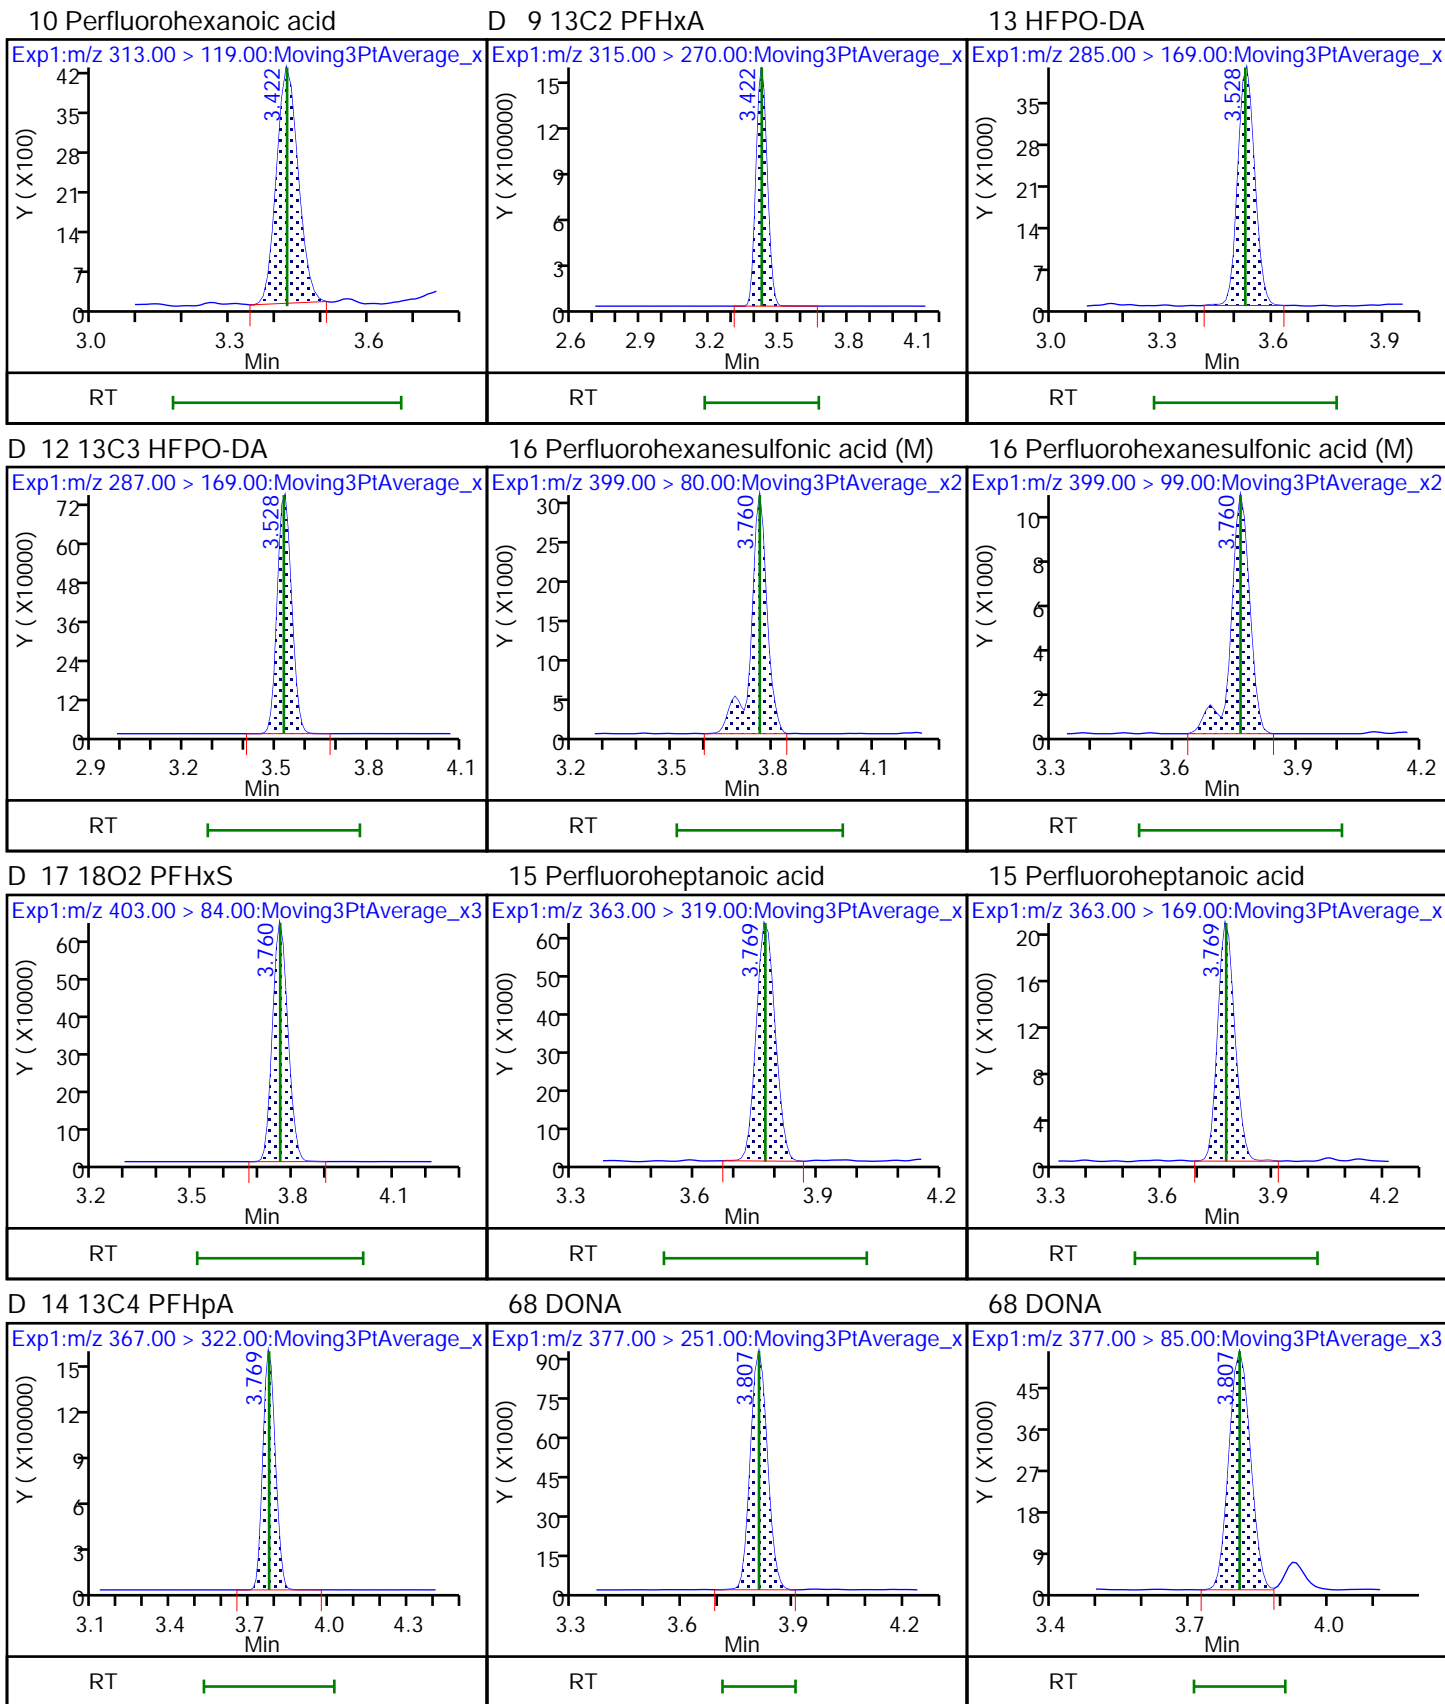 10 Perfluorohexanoic acid
Exp1:m/z 313.00 > 119.00:Moving3PtAverage_x
3.422
Y ( X100)
42
35
28
21
14
7
0
3.0 3.3 3.6
Min
RT
D 9 13C2 PFHxA
Exp1:m/z 315.00 > 270.00:Moving3PtAverage_x
3.422
Y ( X100000)
15
12
9
6
3
0
2.6 2.9 3.2 3.5 3.8 4.1
Min
RT
13 HFPO-DA
Exp1:m/z 285.00 > 169.00:Moving3PtAverage_x
3.528
Y ( X1000)
35
28
21
14
7
0
3.0 3.3 3.6 3.9
Min
RT
D 12 13C3 HFPO-DA
Exp1:m/z 287.00 > 169.00:Moving3PtAverage_x
3.528
Y ( X10000)
72
60
48
36
24
12
0
2.9 3.2 3.5 3.8 4.1
Min
RT
16 Perfluorohexanesulfonic acid (M)
Exp1:m/z 399.00 > 80.00:Moving3PtAverage_x2
3.760
Y ( X1000)
30
25
20
15
10
5
0
3.2 3.5 3.8 4.1
Min
RT
16 Perfluorohexanesulfonic acid (M)
Exp1:m/z 399.00 > 99.00:Moving3PtAverage_x2
3.760
Y ( X1000)
10
8
6
4
2
0
3.3 3.6 3.9 4.2
Min
RT
D 17 18O2 PFHxS
Exp1:m/z 403.00 > 84.00:Moving3PtAverage_x3
3.760
Y ( X10000)
60
50
40
30
20
10
0
3.2 3.5 3.8 4.1
Min
RT
15 Perfluoroheptanoic acid
Exp1:m/z 363.00 > 319.00:Moving3PtAverage_x
3.769
Y ( X1000)
60
50
40
30
20
10
0
3.3 3.6 3.9 4.2
Min
RT
15 Perfluoroheptanoic acid
Exp1:m/z 363.00 > 169.00:Moving3PtAverage_x
3.769
Y ( X1000)
20
16
12
8
4
0
3.3 3.6 3.9 4.2
Min
RT
D 14 13C4 PFHpA
Exp1:m/z 367.00 > 322.00:Moving3PtAverage_x
3.769
Y ( X100000)
15
12
9
6
3
0
3.1 3.4 3.7 4.0 4.3
Min
RT
68 DONA
Exp1:m/z 377.00 > 251.00:Moving3PtAverage_x
3.807
Y ( X1000)
90
75
60
45
30
15
0
3.3 3.6 3.9 4.2
Min
RT
68 DONA
Exp1:m/z 377.00 > 85.00:Moving3PtAverage_x3
3.807
Y ( X1000)
45
36
27
18
9
0
3.4 3.7 4.0
Min
RT